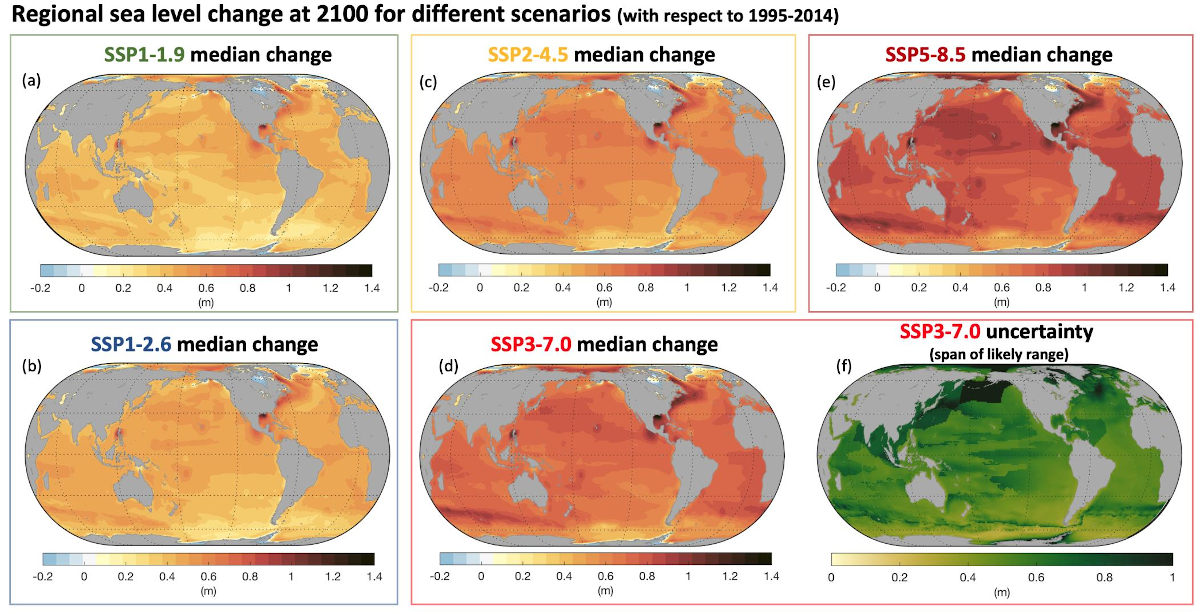 Regional sea level change at 2100 for different scenarios (with respect to 1995-2014)
SSP1-1.9 median change
(a)
-0.2 0 0.2 0.4 0.6 0.8 1 1.2 1.4
(m)
SSP2-4.5 median change
(c)
-0.2 0 0.2 0.4 0.6 0.8 1 1.2 1.4
(m)
SSP5-8.5 median change
(e)
-0.2 0 0.2 0.4 0.6 0.8 1 1.2 1.4
(m)
SSP1-2.6 median change
(b)
-0.2 0 0.2 0.4 0.6 0.8 1 1.2 1.4
(m)
SSP3-7.0 median change
(d)
-0.2 0 0.2 0.4 0.6 0.8 1 1.2 1.4
(m)
SSP3-7.0 uncertainty
(span of likely range)
(f)
0 0.2 0.4 0.6 0.8 1
(m)